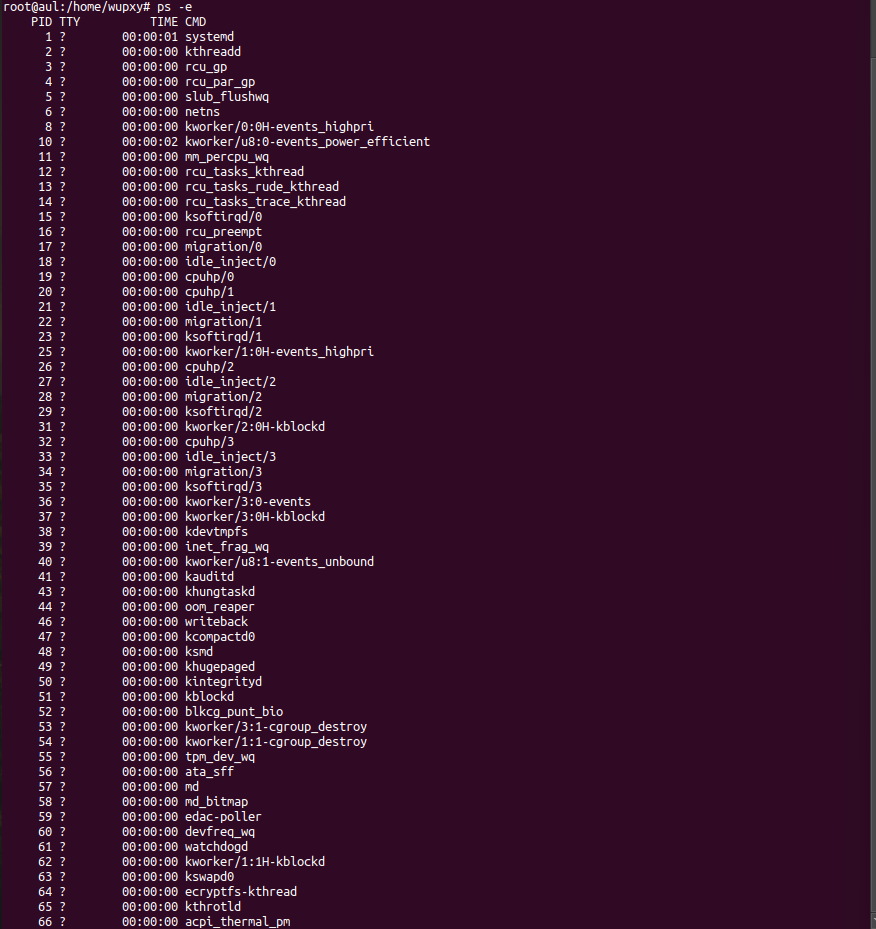 root@aul:/home/wupxy# ps -e
    PID TTY          TIME CMD
      1 ?        00:00:01 systemd
      2 ?        00:00:00 kthreadd
      3 ?        00:00:00 rcu_gp
      4 ?        00:00:00 rcu_par_gp
      5 ?        00:00:00 slub_flushwq
      6 ?        00:00:00 netns
      8 ?        00:00:00 kworker/0:0H-events_highpri
     10 ?        00:00:02 kworker/u8:0-events_power_efficient
     11 ?        00:00:00 mm_percpu_wq
     12 ?        00:00:00 rcu_tasks_kthread
     13 ?        00:00:00 rcu_tasks_rude_kthread
     14 ?        00:00:00 rcu_tasks_trace_kthread
     15 ?        00:00:00 ksoftirqd/0
     16 ?        00:00:00 rcu_preempt
     17 ?        00:00:00 migration/0
     18 ?        00:00:00 idle_inject/0
     19 ?        00:00:00 cpuhp/0
     20 ?        00:00:00 cpuhp/1
     21 ?        00:00:00 idle_inject/1
     22 ?        00:00:00 migration/1
     23 ?        00:00:00 ksoftirqd/1
     25 ?        00:00:00 kworker/1:0H-events_highpri
     26 ?        00:00:00 cpuhp/2
     27 ?        00:00:00 idle_inject/2
     28 ?        00:00:00 migration/2
     29 ?        00:00:00 ksoftirqd/2
     31 ?        00:00:00 kworker/2:0H-kblockd
     32 ?        00:00:00 cpuhp/3
     33 ?        00:00:00 idle_inject/3
     34 ?        00:00:00 migration/3
     35 ?        00:00:00 ksoftirqd/3
     36 ?        00:00:00 kworker/3:0-events
     37 ?        00:00:00 kworker/3:0H-kblockd
     38 ?        00:00:00 kdevtmpfs
     39 ?        00:00:00 inet_frag_wq
     40 ?        00:00:00 kworker/u8:1-events_unbound
     41 ?        00:00:00 kauditd
     43 ?        00:00:00 khungtaskd
     44 ?        00:00:00 oom_reaper
     46 ?        00:00:00 writeback
     47 ?        00:00:00 kcompactd0
     48 ?        00:00:00 ksmd
     49 ?        00:00:00 khugepaged
     50 ?        00:00:00 kintegrityd
     51 ?        00:00:00 kblockd
     52 ?        00:00:00 blkcg_punt_bio
     53 ?        00:00:00 kworker/3:1-cgroup_destroy
     54 ?        00:00:00 kworker/1:1-cgroup_destroy
     55 ?        00:00:00 tpm_dev_wq
     56 ?        00:00:00 ata_sff
     57 ?        00:00:00 md
     58 ?        00:00:00 md_bitmap
     59 ?        00:00:00 edac-poller
     60 ?        00:00:00 devfreq_wq
     61 ?        00:00:00 watchdogd
     62 ?        00:00:00 kworker/1:1H-kblockd
     63 ?        00:00:00 kswapd0
     64 ?        00:00:00 ecryptfs-kthread
     65 ?        00:00:00 kthrotld
     66 ?        00:00:00 acpi_thermal_pm